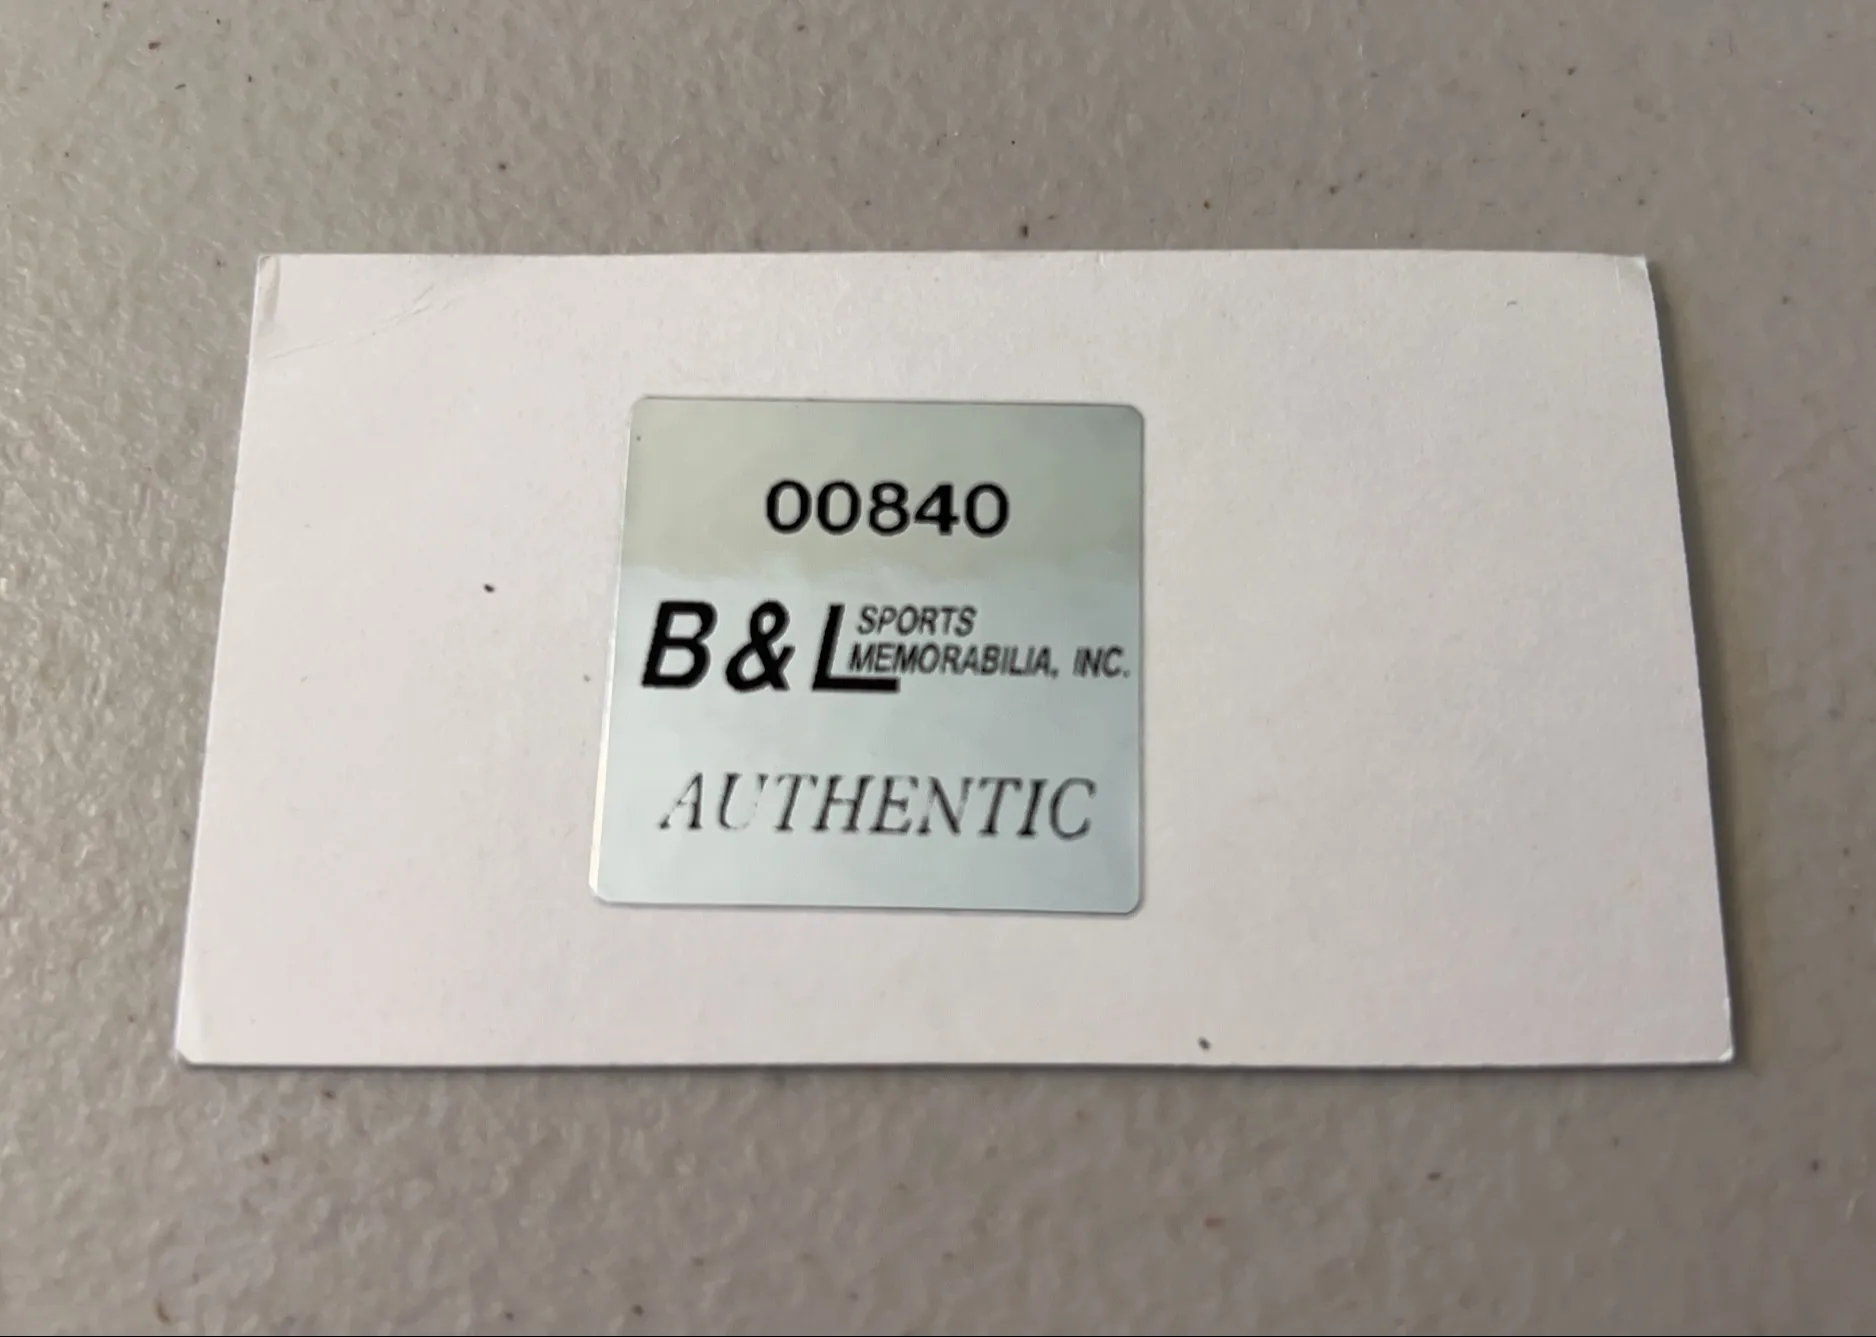 00840
B & L SPORTS
MEMORABILIA, INC.
AUTHENTIC